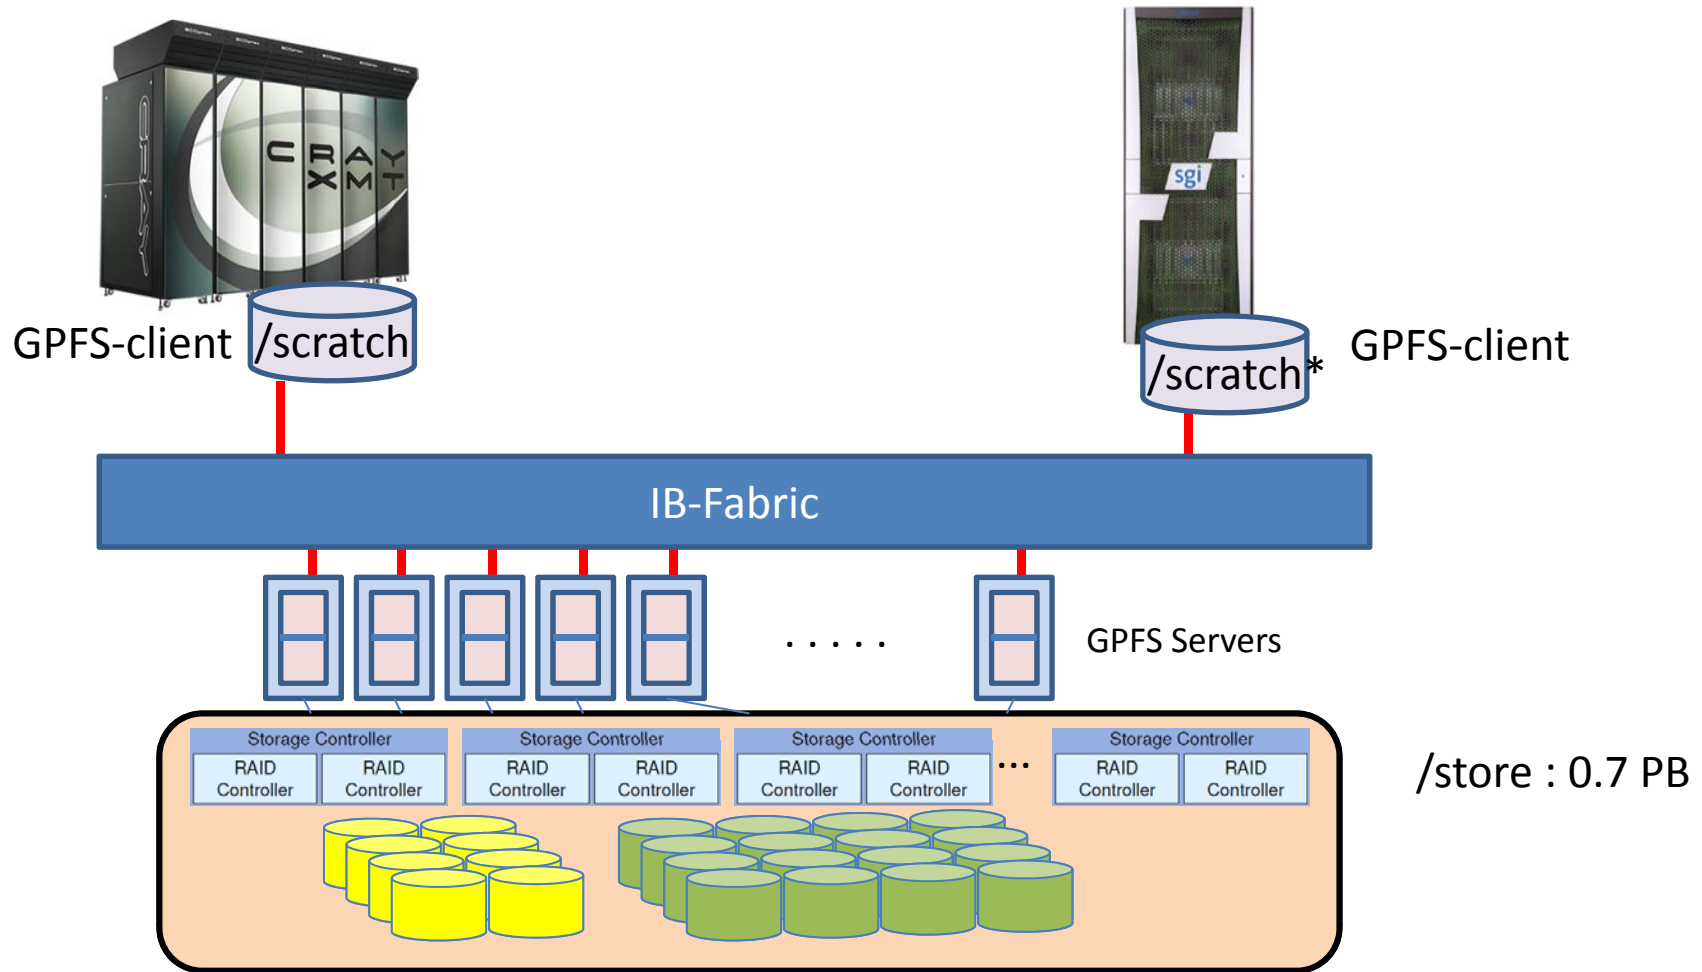 CRAY
CRAY
XMT
sgi
GPFS-client
/scratch
/scratch*
GPFS-client
IB-Fabric
. . . . .
GPFS Servers
Storage Controller
RAID Controller
RAID Controller
Storage Controller
RAID Controller
RAID Controller
Storage Controller
RAID Controller
RAID Controller
...
Storage Controller
RAID Controller
RAID Controller
/store : 0.7 PB